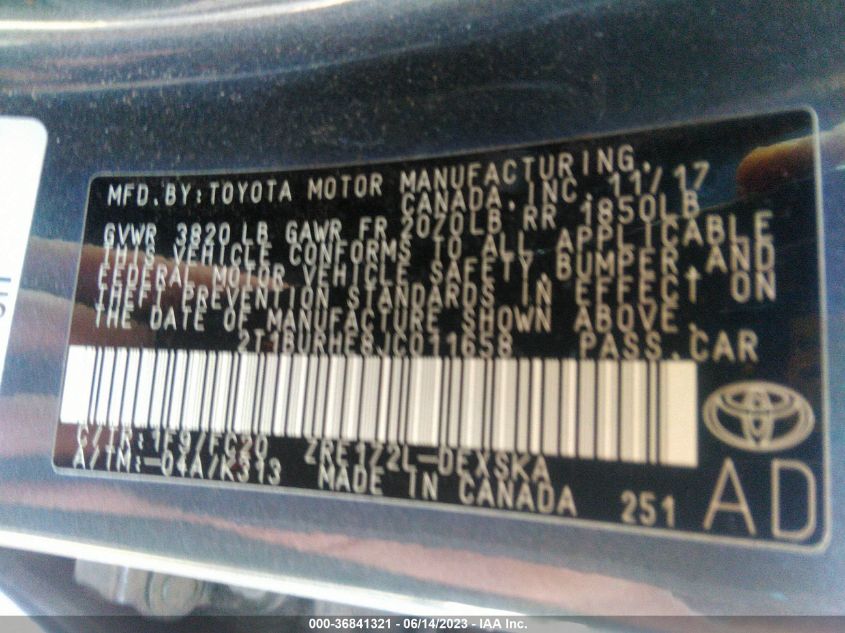 MFD.BY:TOYOTA MOTOR MANUFACTURING,
CANADA,INC. 11/17
GVWR 3820 LB GAWR FR 2070LB RR 1850LB
THIS VEHICLE CONFORMS TO ALL APPLICABLE
FEDERAL MOTOR VEHICLE SAFETY,BUMPER,AND
THEFT PREVENTION STANDARDS IN EFFECT ON
THE DATE OF MANUFACTURE SHOWN ABOVE.
2T1BURHE8JC011658 PASS.CAR
C/TR:1F9/FC20 ZRE172L-DEXSKA
A/TM:-04A/K313 MADE IN CANADA 251
AD
000-36841321 - 06/14/2023 - IAA Inc.